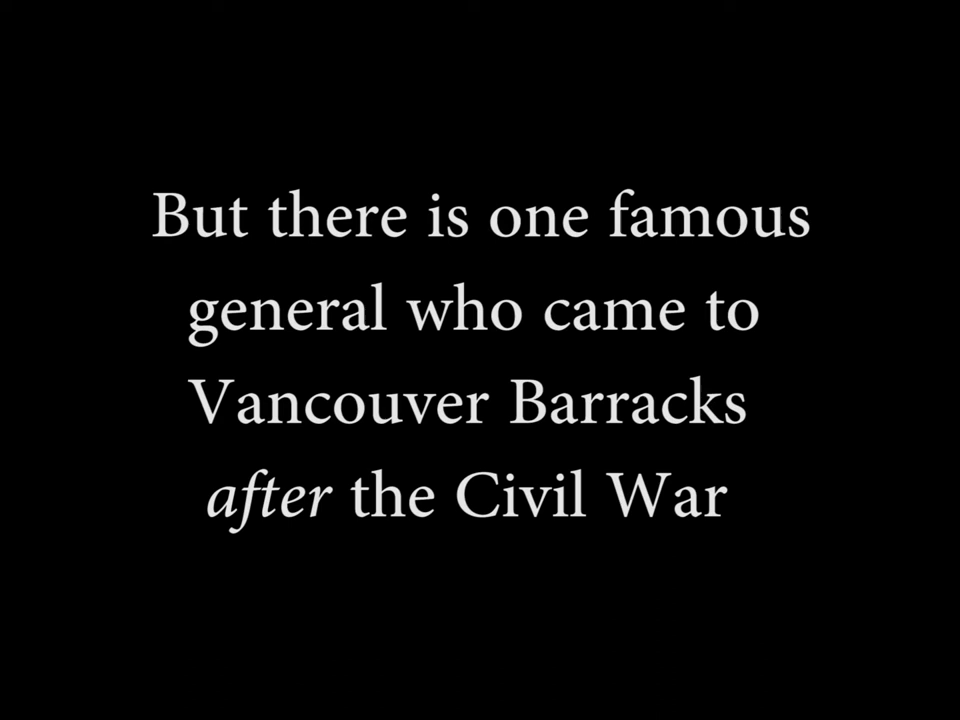 But there is one famous
general who came to
Vancouver Barracks
after the Civil War